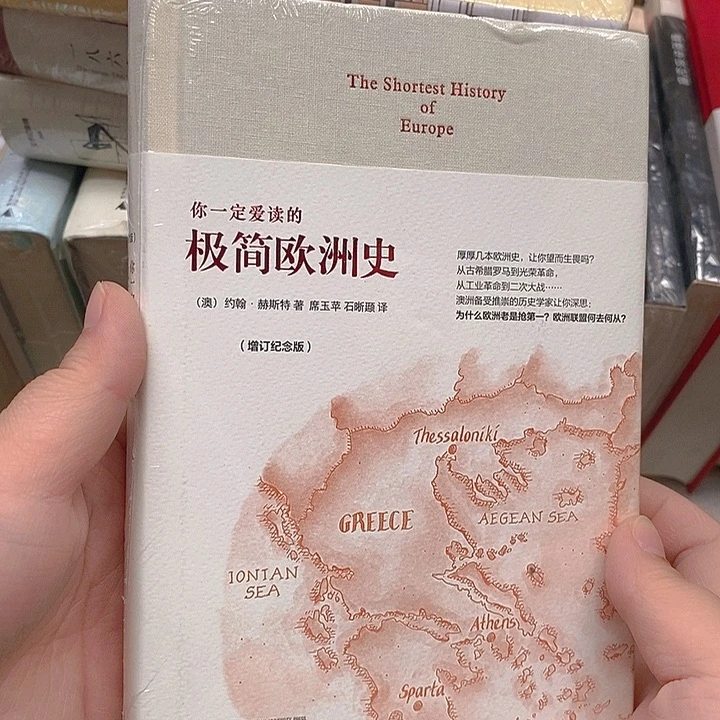 The Shortest History
of
Europe
你一定爱读的
极简欧洲史
（澳）约翰·赫斯特 著 席玉苹 石晰颋 译
（增订纪念版）
厚厚几本欧洲史，让你望而生畏吗？
从古希腊罗马到光荣革命，
从工业革命到二次大战……
澳洲备受推崇的历史学家让你深思：
为什么欧洲老是抢第一？欧洲联盟何去何从？
Thessaloniki
GREECE
AEGEAN SEA
IONIAN
SEA
Athens
Sparta